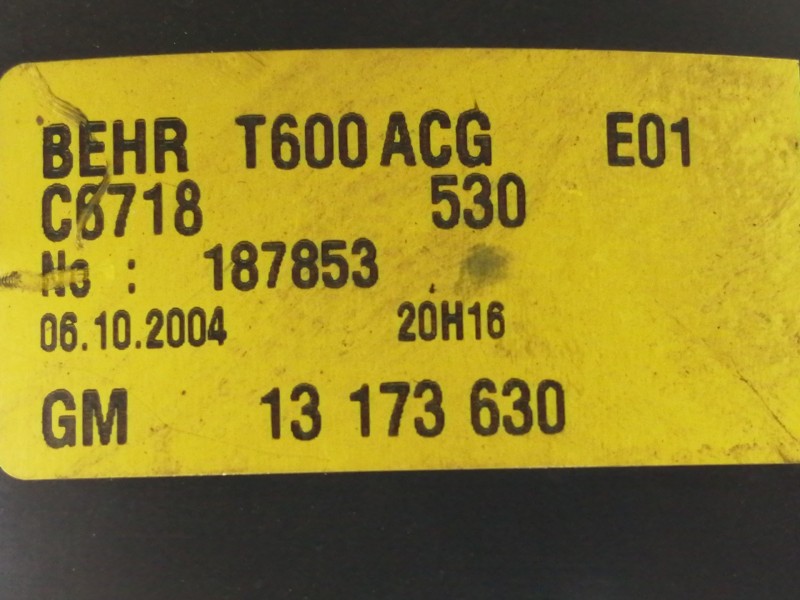 BEHR T600 ACG E01
C6718 530
No : 187853
06.10.2004 20H16
GM 13 173 630